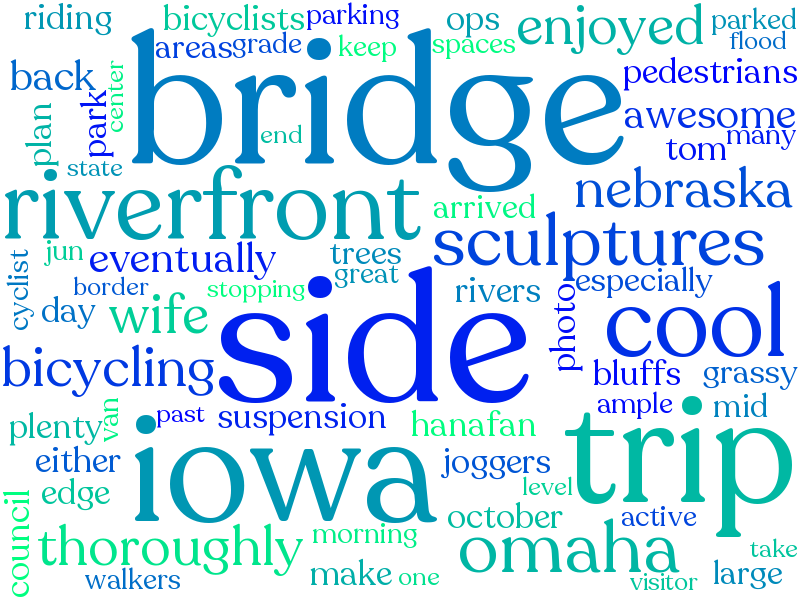 riding
bicyclists
parking
ops
enjoyed
parked
flood
areas
grade
keep
spaces
back
center
bridge
pedestrians
plan
park
end
awesome
many
tom
state
riverfront
arrived
nebraska
sculptures
jun
eventually
trees
great
cyclist
border
stopping
rivers
especially
day
wife
side
photo
cool
bicycling
bluffs
grassy
past
suspension
hanafan
ample
mid
plenty
van
iowa
trip
either
joggers
edge
level
council
october
active
thoroughly
morning
omaha
take
walkers
make
one
visitor
large